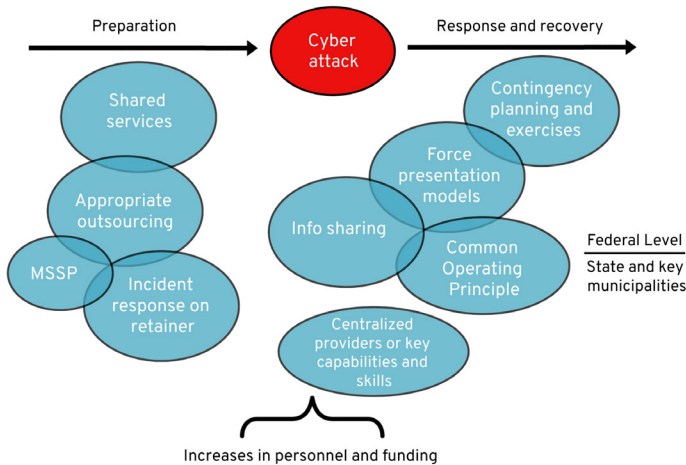 Preparation
Cyber
attack
Response and recovery
Shared
services
Contingency
planning and
exercises
Force
presentation
models
Appropriate
outsourcing
Info sharing
Common
Operating
Principle
Federal Level
State and key
municipalities
MSSP
Incident
response on
retainer
Centralized
providers or key
capabilities and
skills
Increases in personnel and funding